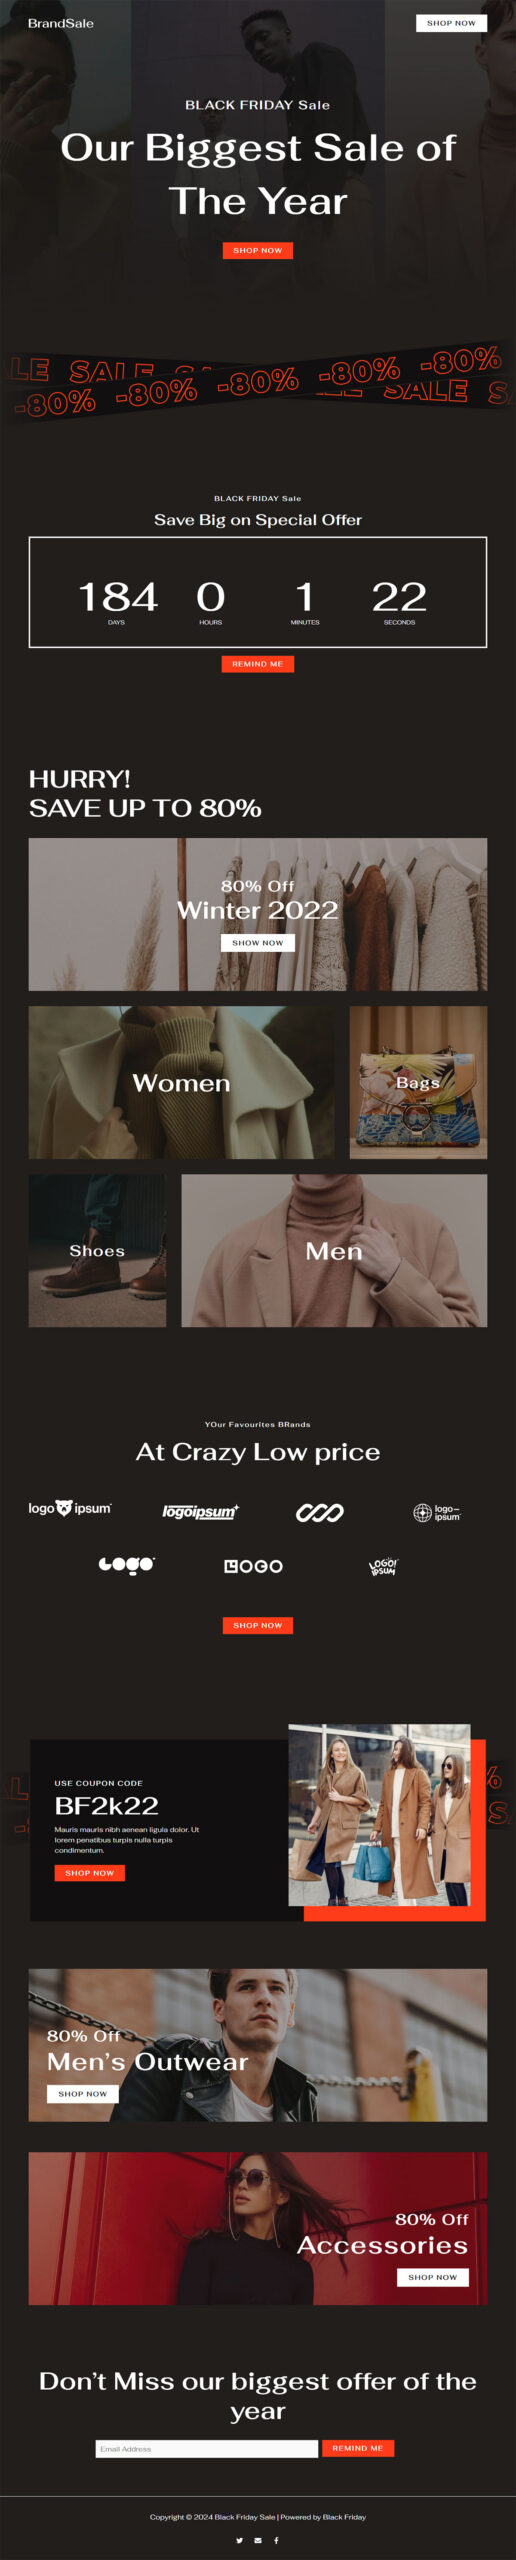 BrandSale
SHOP NOW
BLACK FRIDAY Sale
Our Biggest Sale of
The Year
SHOP NOW
ALE SALE SA
-80% -80% -80% -80% -80%
LE SALE SA
BLACK FRIDAY Sale
Save Big on Special Offer
184 0 1 22
DAYS HOURS MINUTES SECONDS
REMIND ME
HURRY!
SAVE UP TO 80%
80% Off
Winter 2022
SHOW NOW
Women
Bags
Shoes
Men
YOur Favourites BRands
At Crazy Low price
logo ipsum
logoipsum
logo—
ipsum
LOGO
LOGO
LOGO!
IPSUM
SHOP NOW
USE COUPON CODE
BF2k22
Mauris mauris nibh aenean ligula dolor. Ut
lorem penatibus turpis nulla turpis
condimentum.
SHOP NOW
80% Off
Men’s Outwear
SHOP NOW
80% Off
Accessories
SHOP NOW
Don’t Miss our biggest offer of the
year
Email Address
REMIND ME
Copyright © 2024 Black Friday Sale | Powered by Black Friday